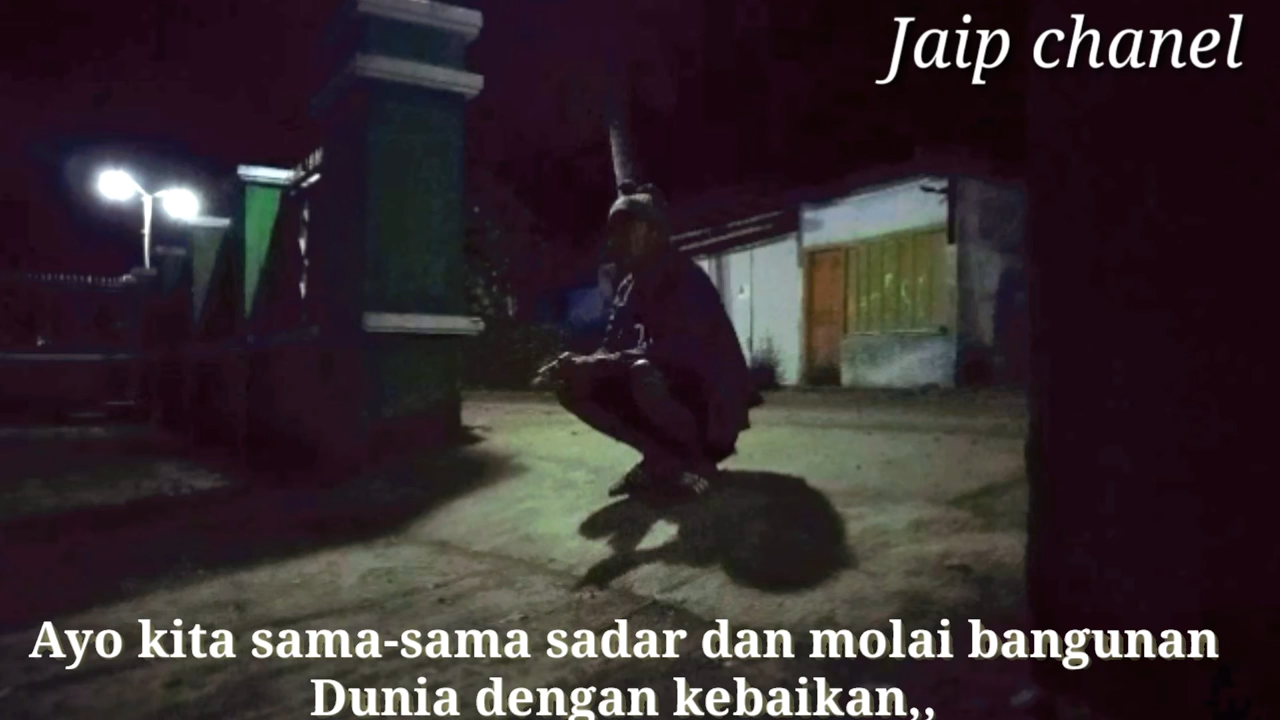 Jaip chanel
Ayo kita sama-sama sadar dan molai bangunan
Dunia dengan kebaikan,,